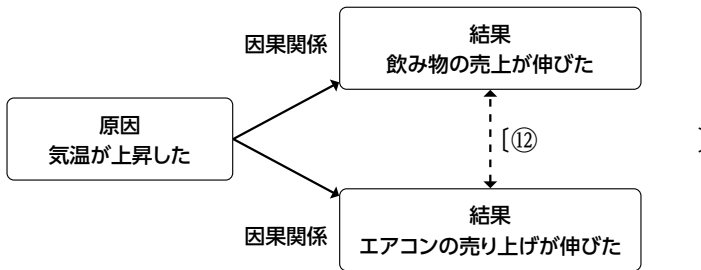 因果関係
結果
飲み物の売上が伸びた
原因
気温が上昇した
〔⑫ 〕
因果関係
結果
エアコンの売り上げが伸びた